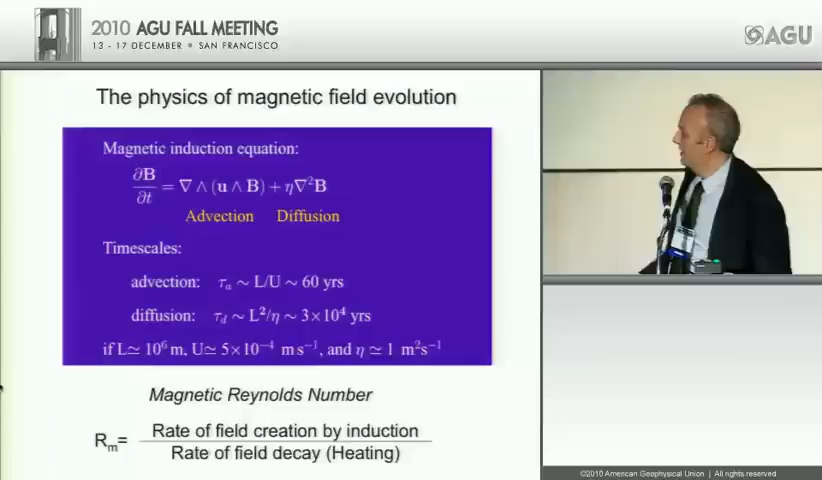 2010 AGU FALL MEETING
13 - 17 DECEMBER • SAN FRANCISCO
AGU
The physics of magnetic field evolution
Magnetic induction equation:
∂B/∂t = ∇ ∧ (u ∧ B) + η∇²B
Advection Diffusion
Timescales:
advection: τₐ ~ L/U ~ 60 yrs
diffusion: τ_d ~ L²/η ~ 3×10⁴ yrs
if L≃ 10⁶ m, U≃ 5×10⁻⁴ m s⁻¹, and η ≃ 1 m²s⁻¹
Magnetic Reynolds Number
Rₘ= Rate of field creation by induction
Rate of field decay (Heating)
©2010 American Geophysical Union | All rights reserved